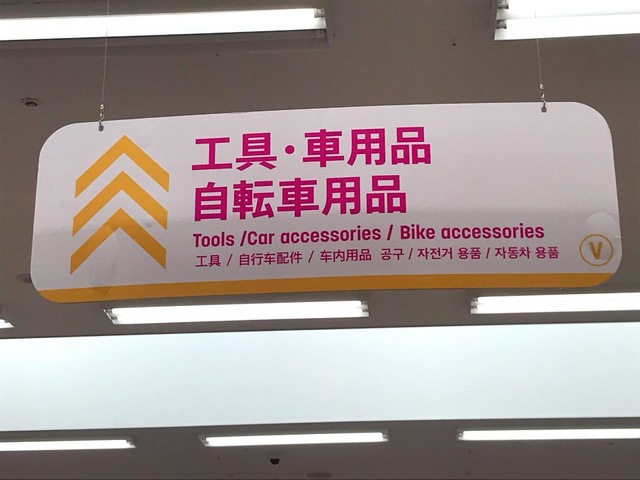 工具・車用品
自転車用品
Tools /Car accessories / Bike accessories
工具 / 自行车配件 / 车内用品 공구 / 자전거 용품 / 자동차 용품
V